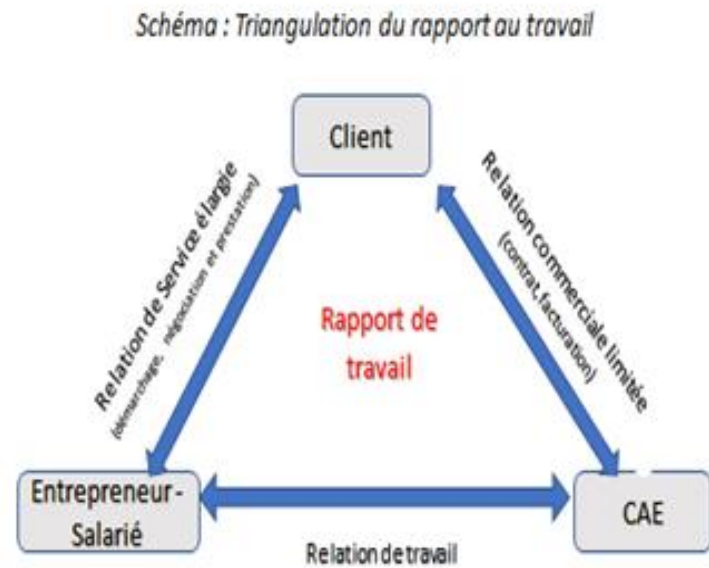 Schéma : Triangulation du rapport au travail
Client
Relation de Service élargie
(démarchage, négociation et prestation)
Relation commerciale limitée
(contrat, facturation)
Rapport de
travail
Entrepreneur-
Salarié
CAE
Relation de travail